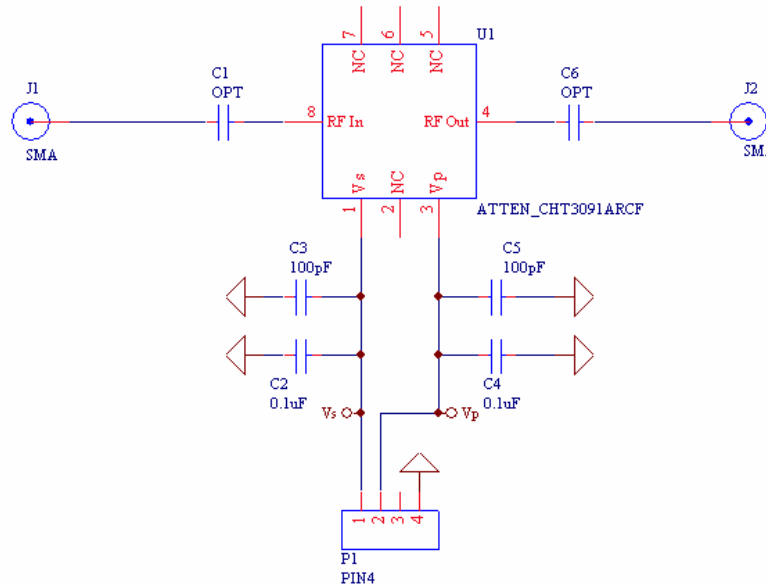 7 6 5
U1
NC NC NC
J1
C1
OPT
C6
OPT
J2
8
RF In
RF Out
4
SMA
SMA
Vs NC Vp
1 2 3
ATTEN_CHT3091ARCF
C3
100pF
C5
100pF
C2
0.1uF
C4
0.1uF
Vs
Vp
1 2 3 4
P1
PIN4